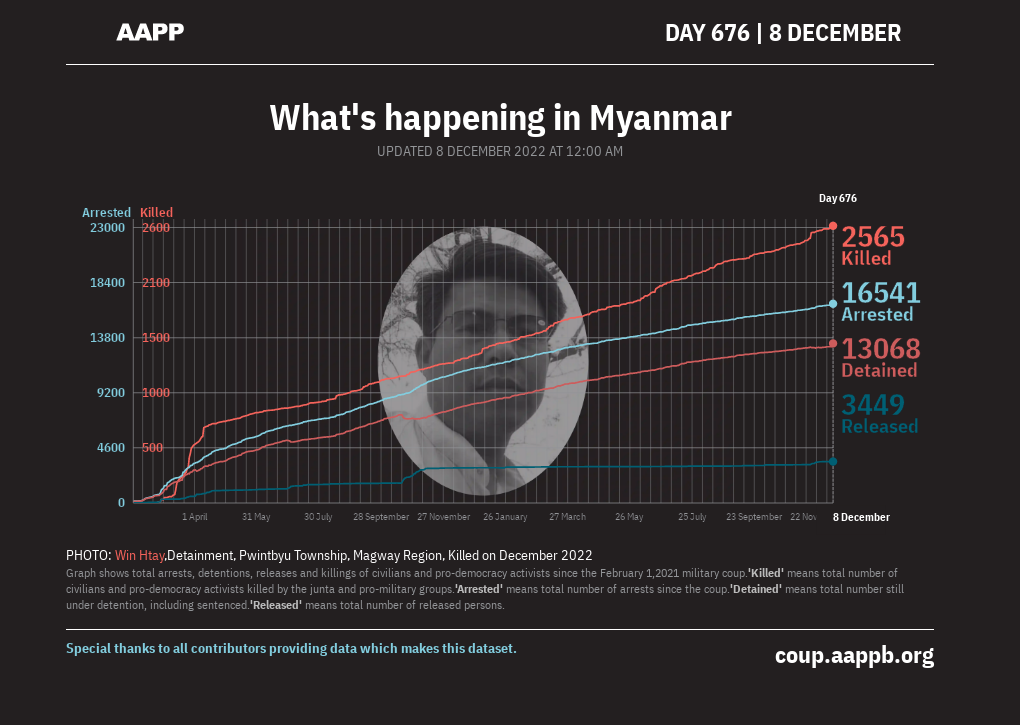 AAPP
DAY 676 | 8 DECEMBER
What's happening in Myanmar
UPDATED 8 DECEMBER 2022 AT 12:00 AM
Day 676
Arrested Killed
23000 2600
18400 2100
13800 1500
9200 1000
4600 500
0
2565
Killed
16541
Arrested
13068
Detained
3449
Released
1 April 31 May 30 July 28 September 27 November 26 January 27 March 26 May 25 July 23 September 22 Nov 8 December
PHOTO: Win Htay,Detainment, Pwintbyu Township, Magway Region, Killed on December 2022
Graph shows total arrests, detentions, releases and killings of civilians and pro-democracy activists since the February 1,2021 military coup.'Killed' means total number of
civilians and pro-democracy activists killed by the junta and pro-military groups.'Arrested' means total number of arrests since the coup.'Detained' means total number still
under detention, including sentenced.'Released' means total number of released persons.
Special thanks to all contributors providing data which makes this dataset.
coup.aappb.org